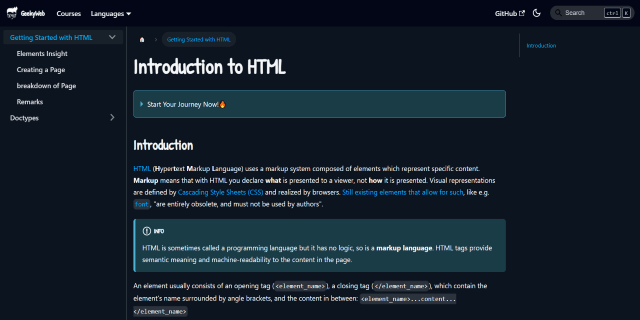 GeekyWeb Courses Languages GitHub Search ctrl K
Getting Started with HTML
Elements Insight
Creating a Page
breakdown of Page
Remarks
Doctypes
Getting Started with HTML
Introduction to HTML
Start Your Journey Now!🔥
Introduction
HTML (Hypertext Markup Language) uses a markup system composed of elements which represent specific content.
Markup means that with HTML you declare what is presented to a viewer, not how it is presented. Visual representations
are defined by Cascading Style Sheets (CSS) and realized by browsers. Still existing elements that allow for such, like e.g.
font, "are entirely obsolete, and must not be used by authors".
INFO
HTML is sometimes called a programming language but it has no logic, so is a markup language. HTML tags provide
semantic meaning and machine-readability to the content in the page.
An element usually consists of an opening tag (<element_name>), a closing tag (</element_name>), which contain the
element's name surrounded by angle brackets, and the content in between: <element_name>...content...
</element_name>
Introduction